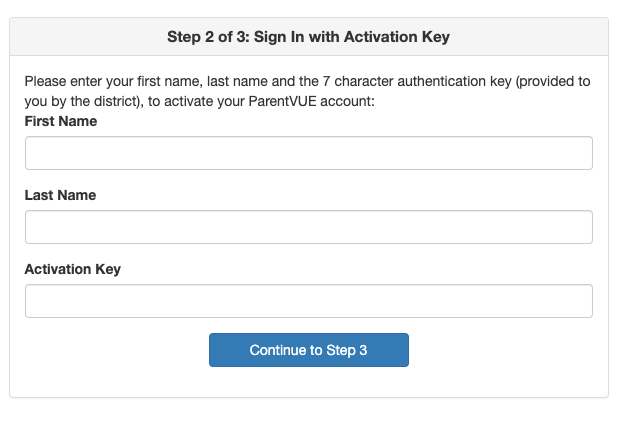 Step 2 of 3: Sign In with Activation Key
Please enter your first name, last name and the 7 character authentication key (provided to
you by the district), to activate your ParentVUE account:
First Name
Last Name
Activation Key
Continue to Step 3